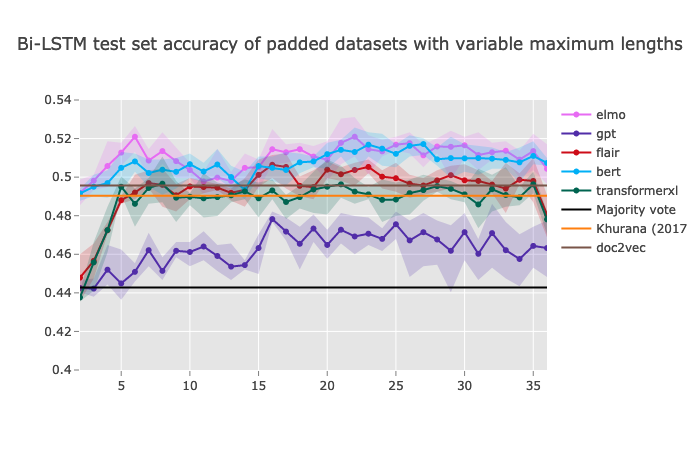 Bi-LSTM test set accuracy of padded datasets with variable maximum lengths
0.54
0.52
0.5
0.48
0.46
0.44
0.42
0.4
5
10
15
20
25
30
35
elmo
gpt
flair
bert
transformerxl
Majority vote
Khurana (2017
doc2vec